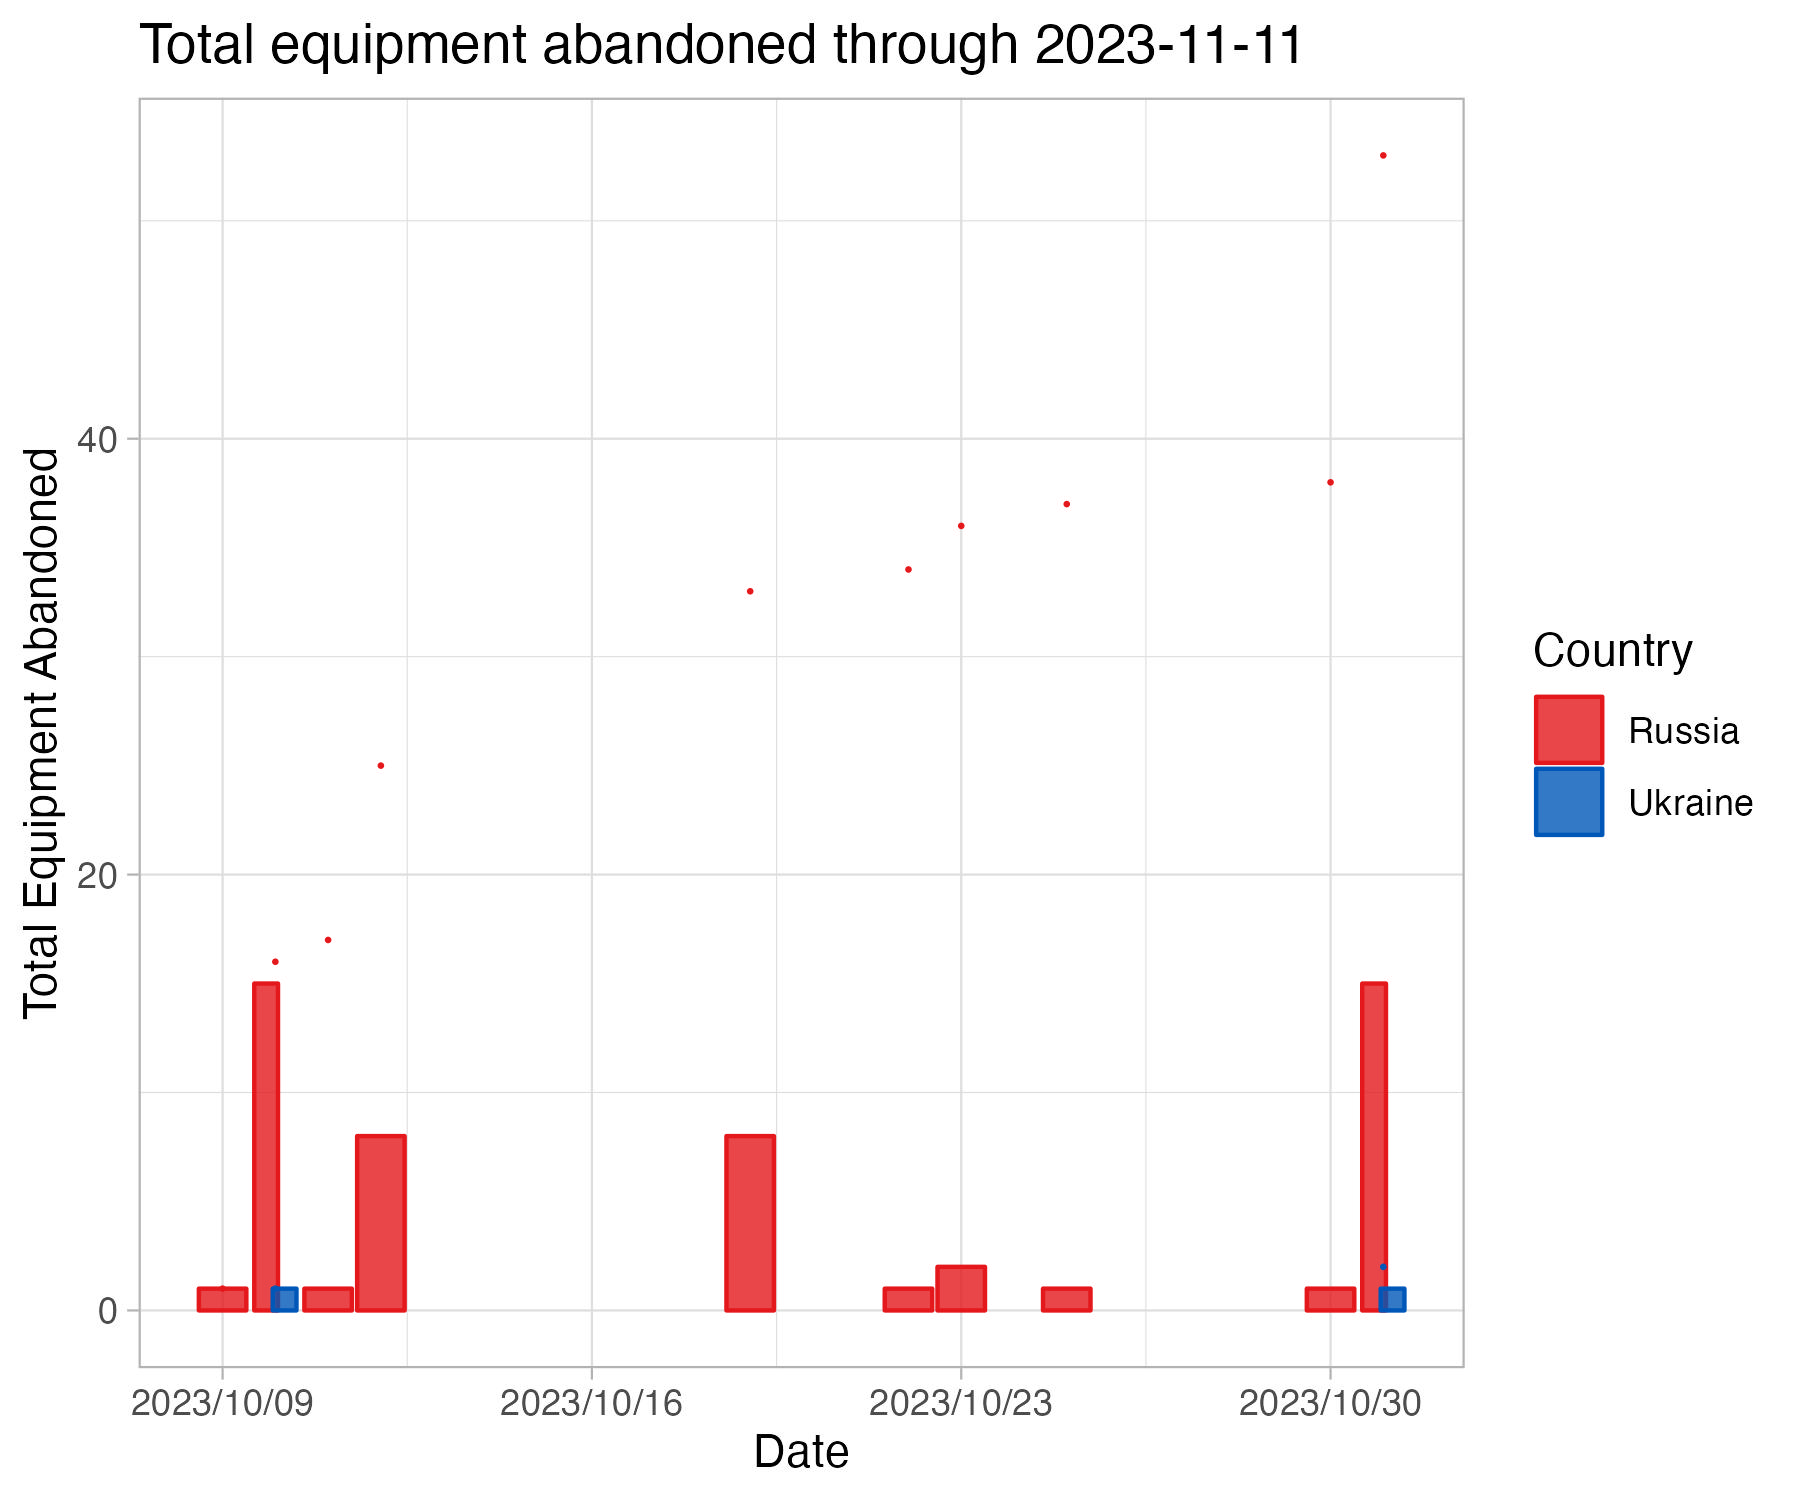 Total equipment abandoned through 2023-11-11
Total Equipment Abandoned
40
20
0
2023/10/09
2023/10/16
2023/10/23
2023/10/30
Date
Country
Russia
Ukraine